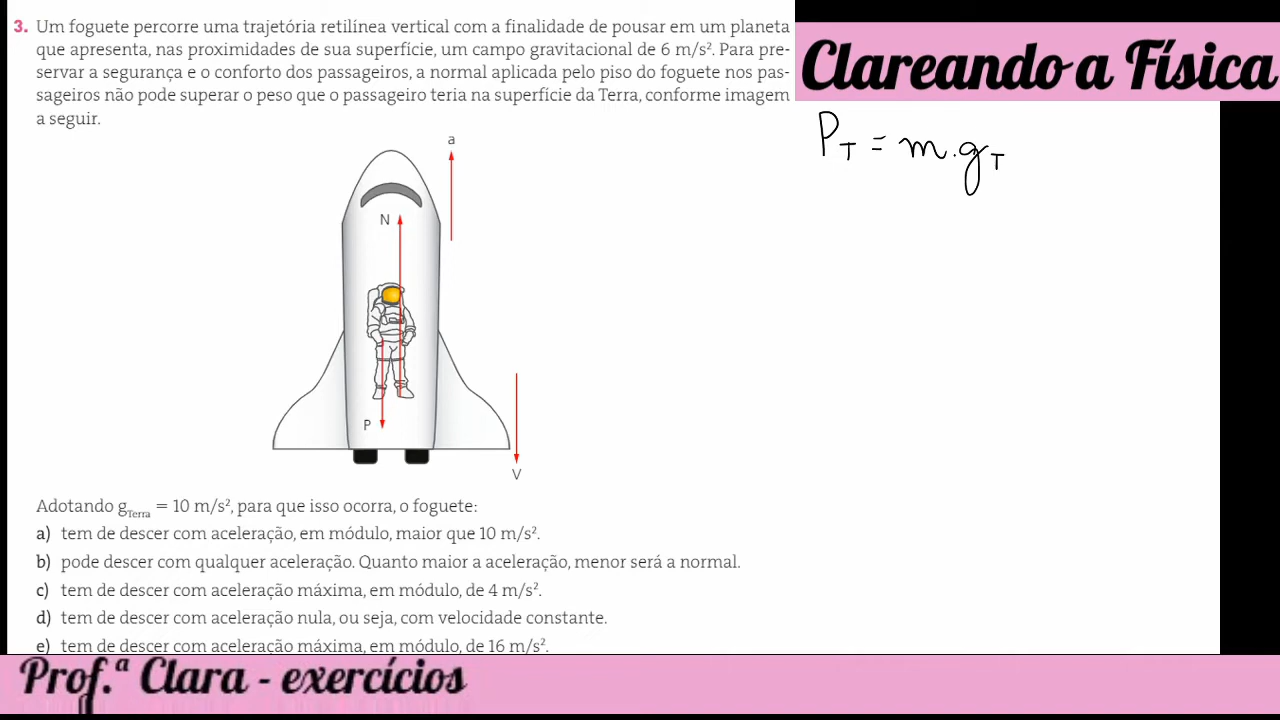 3. Um foguete percorre uma trajetória retilínea vertical com a finalidade de pousar em um planeta
que apresenta, nas proximidades de sua superfície, um campo gravitacional de 6 m/s². Para pre-
servar a segurança e o conforto dos passageiros, a normal aplicada pelo piso do foguete nos pas-
sageiros não pode superar o peso que o passageiro teria na superfície da Terra, conforme imagem
a seguir.
Clareando a Física
P_T = m.g_T
a
N
P
V
Adotando g_Terra = 10 m/s², para que isso ocorra, o foguete:
a) tem de descer com aceleração, em módulo, maior que 10 m/s².
b) pode descer com qualquer aceleração. Quanto maior a aceleração, menor será a normal.
c) tem de descer com aceleração máxima, em módulo, de 4 m/s².
d) tem de descer com aceleração nula, ou seja, com velocidade constante.
e) tem de descer com aceleração máxima, em módulo, de 16 m/s².
Prof.ª Clara - exercícios